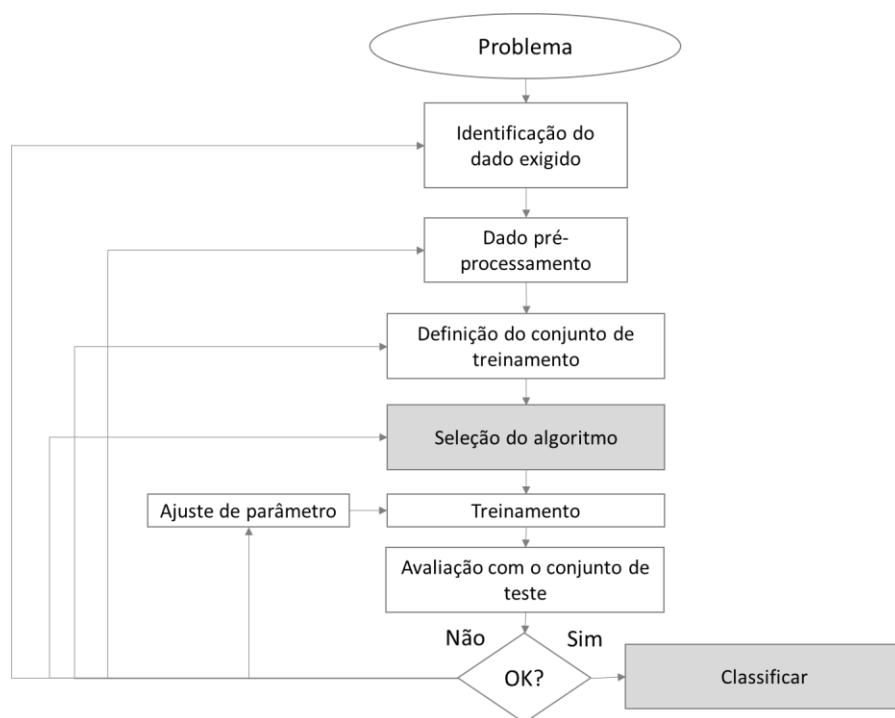 Problema
Identificação do
dado exigido
Dado pré-
processamento
Definição do conjunto de
treinamento
Seleção do algoritmo
Ajuste de parâmetro
Treinamento
Avaliação com o conjunto de
teste
Não
Sim
OK?
Classificar